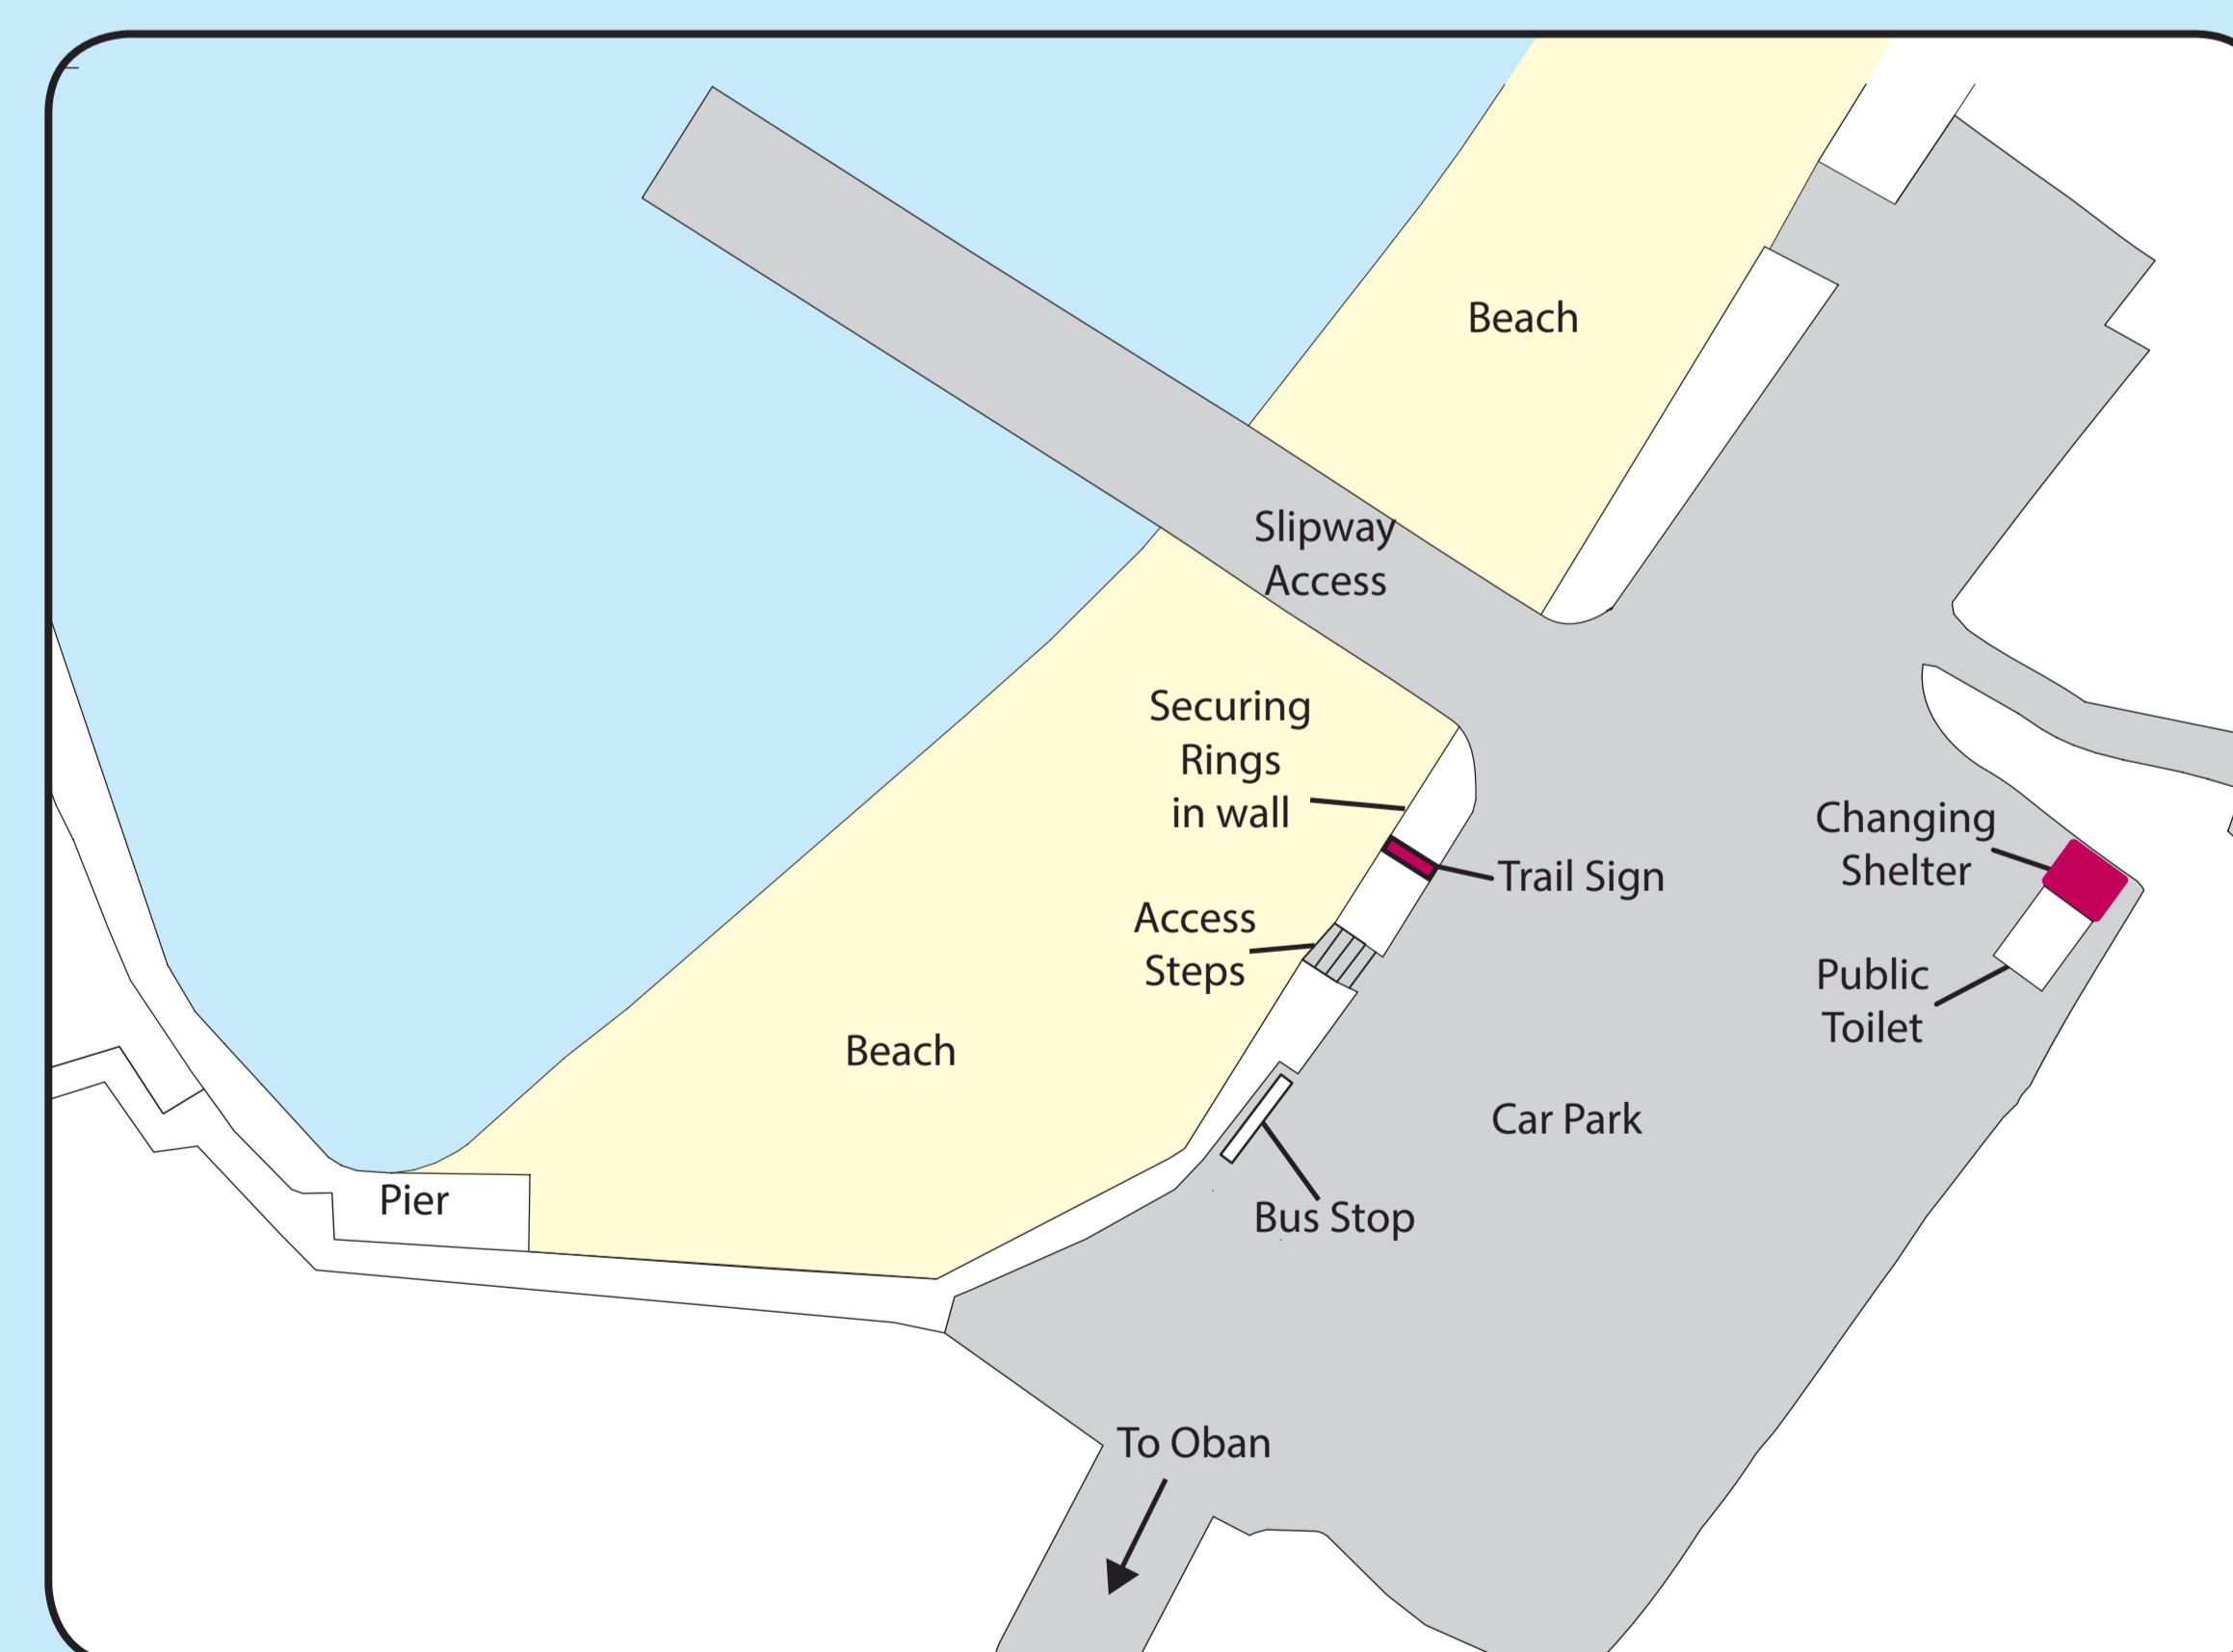 Beach
Slipway
Access
Securing
Rings
in wall
Trail Sign
Changing
Shelter
Access
Steps
Public
Toilet
Beach
Car Park
Pier
Bus Stop
To Oban